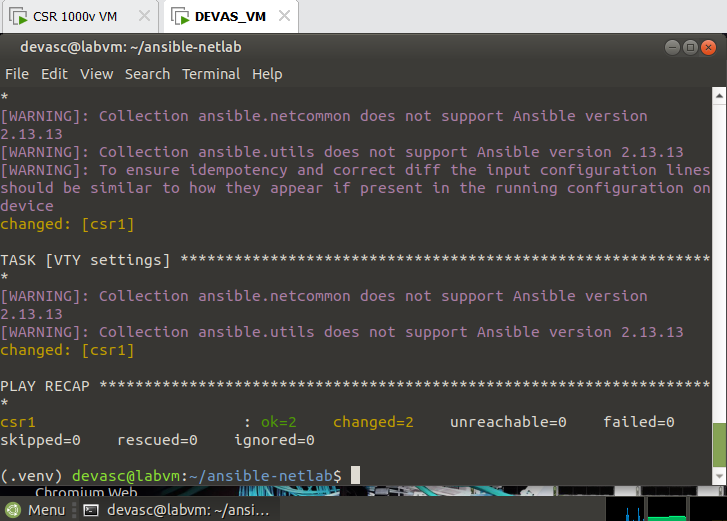 CSR 1000v VM
DEVAS_VM
devasc@labvm: ~/ansible-netlab
File Edit View Search Terminal Help
*
[WARNING]: Collection ansible.netcommon does not support Ansible version
2.13.13
[WARNING]: Collection ansible.utils does not support Ansible version 2.13.13
[WARNING]: To ensure idempotency and correct diff the input configuration lines
should be similar to how they appear if present in the running configuration on
device
changed: [csr1]
TASK [VTY settings] ***********************************************************
*
[WARNING]: Collection ansible.netcommon does not support Ansible version
2.13.13
[WARNING]: Collection ansible.utils does not support Ansible version 2.13.13
changed: [csr1]
PLAY RECAP ********************************************************************
*
csr1 : ok=2 changed=2 unreachable=0 failed=0
skipped=0 rescued=0 ignored=0
(.venv) devasc@labvm:~/ansible-netlab$
Chromium Web
Menu devasc@labvm: ~/ansi...